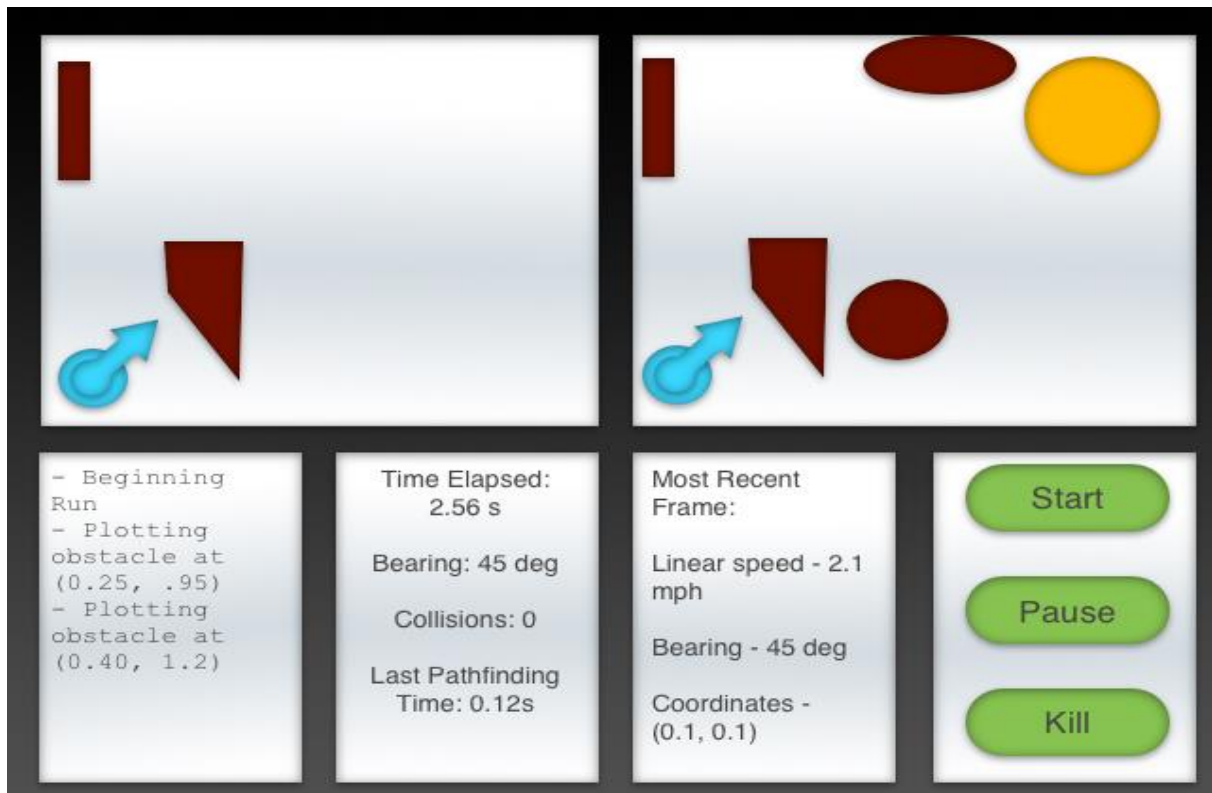 - Beginning
Run
- Plotting
obstacle at
(0.25, .95)
- Plotting
obstacle at
(0.40, 1.2)
Time Elapsed:
2.56 s
Bearing: 45 deg
Collisions: 0
Last Pathfinding
Time: 0.12s
Most Recent
Frame:
Linear speed - 2.1
mph
Bearing - 45 deg
Coordinates -
(0.1, 0.1)
Start
Pause
Kill